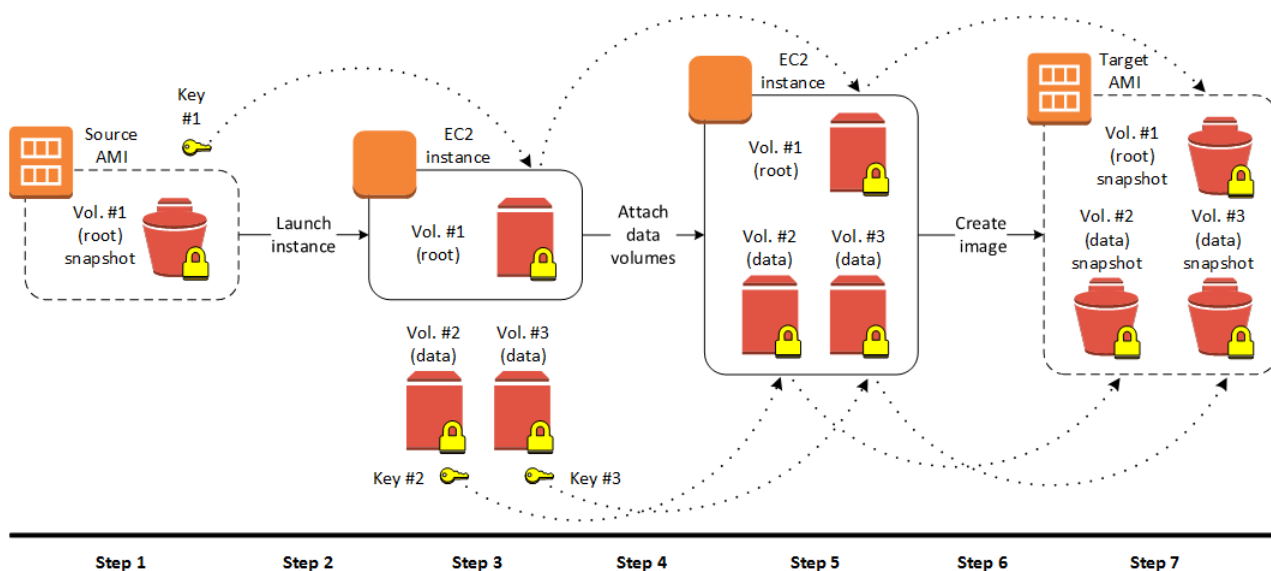 Key
#1
Source
AMI
Vol. #1
(root)
snapshot
Launch
instance
EC2
instance
Vol. #1
(root)
Vol. #2
(data)
Vol. #3
(data)
Key #2
Key #3
Attach
data
volumes
EC2
instance
Vol. #1
(root)
Vol. #2
(data)
Vol. #3
(data)
Create
image
Target
AMI
Vol. #1
(root)
snapshot
Vol. #2
(data)
snapshot
Vol. #3
(data)
snapshot
Step 1
Step 2
Step 3
Step 4
Step 5
Step 6
Step 7